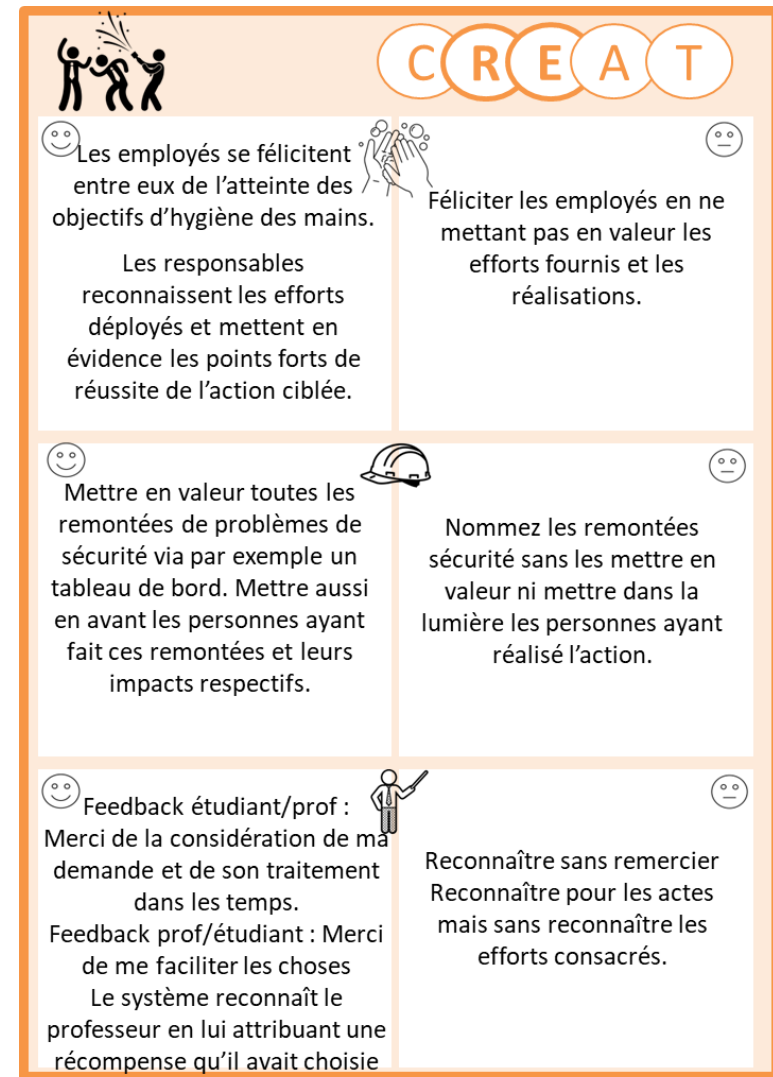 C R E A T
Les employés se félicitent
entre eux de l’atteinte des
objectifs d’hygiène des mains.
Les responsables
reconnaissent les efforts
déployés et mettent en
évidence les points forts de
réussite de l’action ciblée.
Féliciter les employés en ne
mettant pas en valeur les
efforts fournis et les
réalisations.
Mettre en valeur toutes les
remontées de problèmes de
sécurité via par exemple un
tableau de bord. Mettre aussi
en avant les personnes ayant
fait ces remontées et leurs
impacts respectifs.
Nommez les remontées
sécurité sans les mettre en
valeur ni mettre dans la
lumière les personnes ayant
réalisé l’action.
Feedback étudiant/prof :
Merci de la considération de ma
demande et de son traitement
dans les temps.
Feedback prof/étudiant : Merci
de me faciliter les choses
Le système reconnaît le
professeur en lui attribuant une
récompense qu’il avait choisie
Reconnaître sans remercier
Reconnaître pour les actes
mais sans reconnaître les
efforts consacrés.